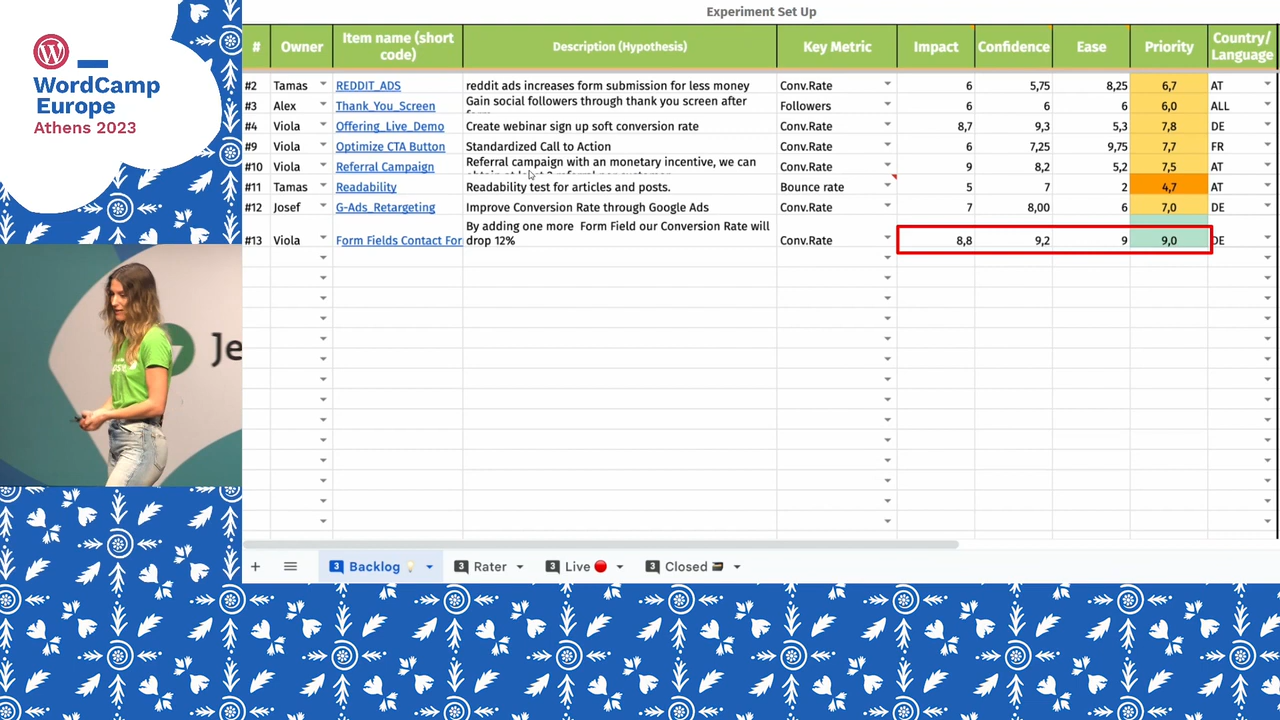 WordCamp
Europe
Athens 2023
Je
Experiment Set Up
# Owner Item name (short code) Description (Hypothesis) Key Metric Impact Confidence Ease Priority Country/ Language
#2 Tamas REDDIT_ADS reddit ads increases form submission for less money Conv.Rate 6 5,75 8,25 6,7 AT
#3 Alex Thank_You_Screen Gain social followers through thank you screen after Followers 6 6 6 6,0 ALL
#4 Viola Offering_Live_Demo Create webinar sign up soft conversion rate Conv.Rate 8,7 9,3 5,3 7,8 DE
#9 Viola Optimize CTA Button Standardized Call to Action Conv.Rate 6 7,25 9,75 7,7 FR
#10 Viola Referral Campaign Referral campaign with an monetary incentive, we can Conv.Rate 9 8,2 5,2 7,5 AT
#11 Tamas Readability Readability test for articles and posts. Bounce rate 5 7 2 4,7 AT
#12 Josef G-Ads_Retargeting Improve Conversion Rate through Google Ads Conv.Rate 7 8,00 6 7,0 DE
#13 Viola Form Fields Contact For By adding one more Form Field our Conversion Rate will drop 12% Conv.Rate 8,8 9,2 9 9,0 DE
+ 3 Backlog 3 Rater 3 Live 3 Closed